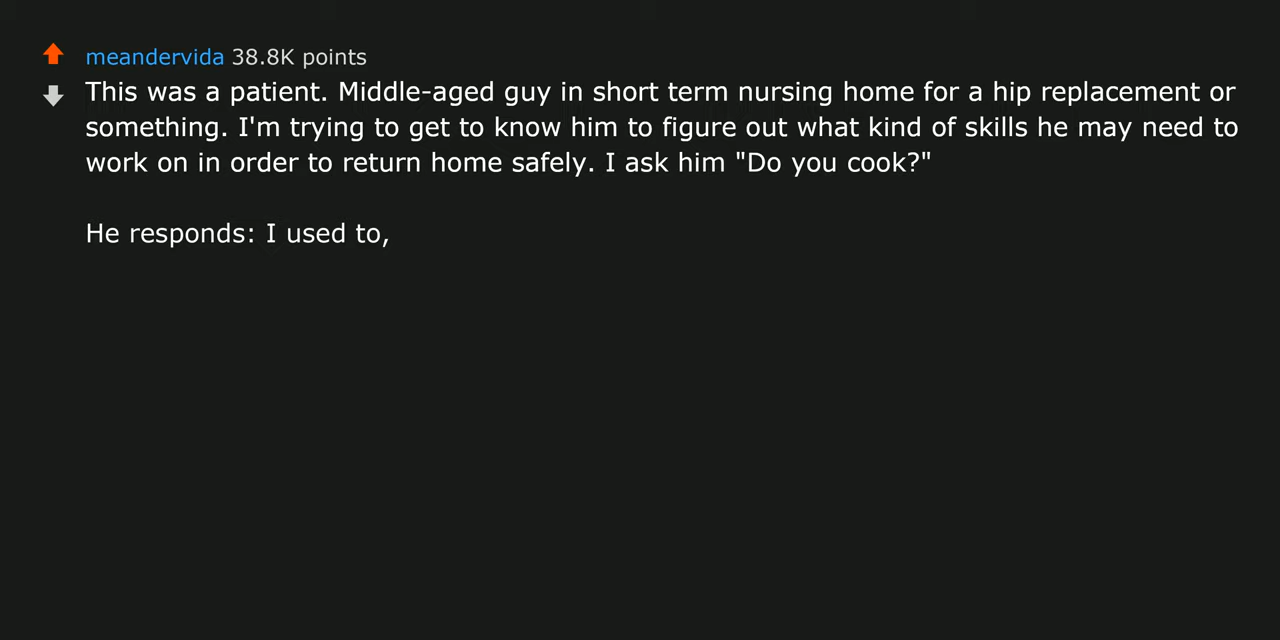 meandervida 38.8K points
This was a patient. Middle-aged guy in short term nursing home for a hip replacement or
something. I'm trying to get to know him to figure out what kind of skills he may need to
work on in order to return home safely. I ask him "Do you cook?"
He responds: I used to,